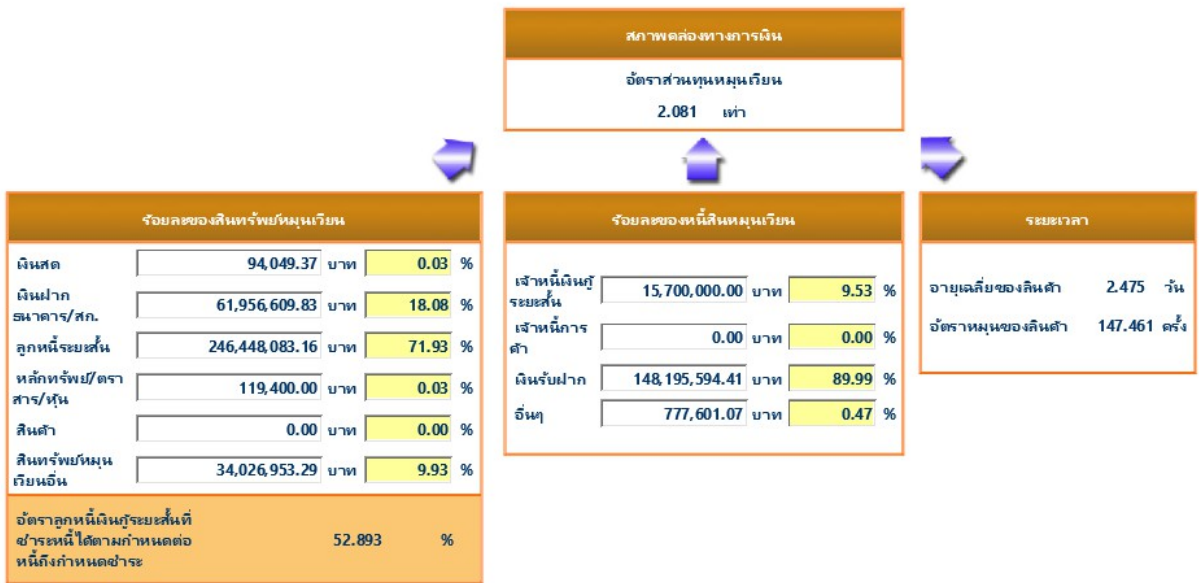 สภาพคล่องทางการเงิน
อัตราส่วนทุนหมุนเวียน
2.081 เท่า
ร้อยละของสินทรัพย์หมุนเวียน
เงินสด 94,049.37 บาท 0.03 %
เงินฝาก
ธนาคาร/สก. 61,956,609.83 บาท 18.08 %
ลูกหนี้ระยะสั้น 246,448,083.16 บาท 71.93 %
หลักทรัพย์/ตรา
สาร/หุ้น 119,400.00 บาท 0.03 %
สินค้า 0.00 บาท 0.00 %
สินทรัพย์หมุน
เวียนอื่น 34,026,953.29 บาท 9.93 %
อัตราลูกหนี้เงินกู้ระยะสั้นที่
ชำระหนี้ได้ตามกำหนดต่อ 52.893 %
หนี้ถึงกำหนดชำระ
ร้อยละของหนี้สินหมุนเวียน
เจ้าหนี้เงินกู้
ระยะสั้น 15,700,000.00 บาท 9.53 %
เจ้าหนี้การ
ค้า 0.00 บาท 0.00 %
เงินรับฝาก 148,195,594.41 บาท 89.99 %
อื่นๆ 777,601.07 บาท 0.47 %
ระยะเวลา
อายุเฉลี่ยของสินค้า 2.475 วัน
อัตราหมุนของสินค้า 147.461 ครั้ง